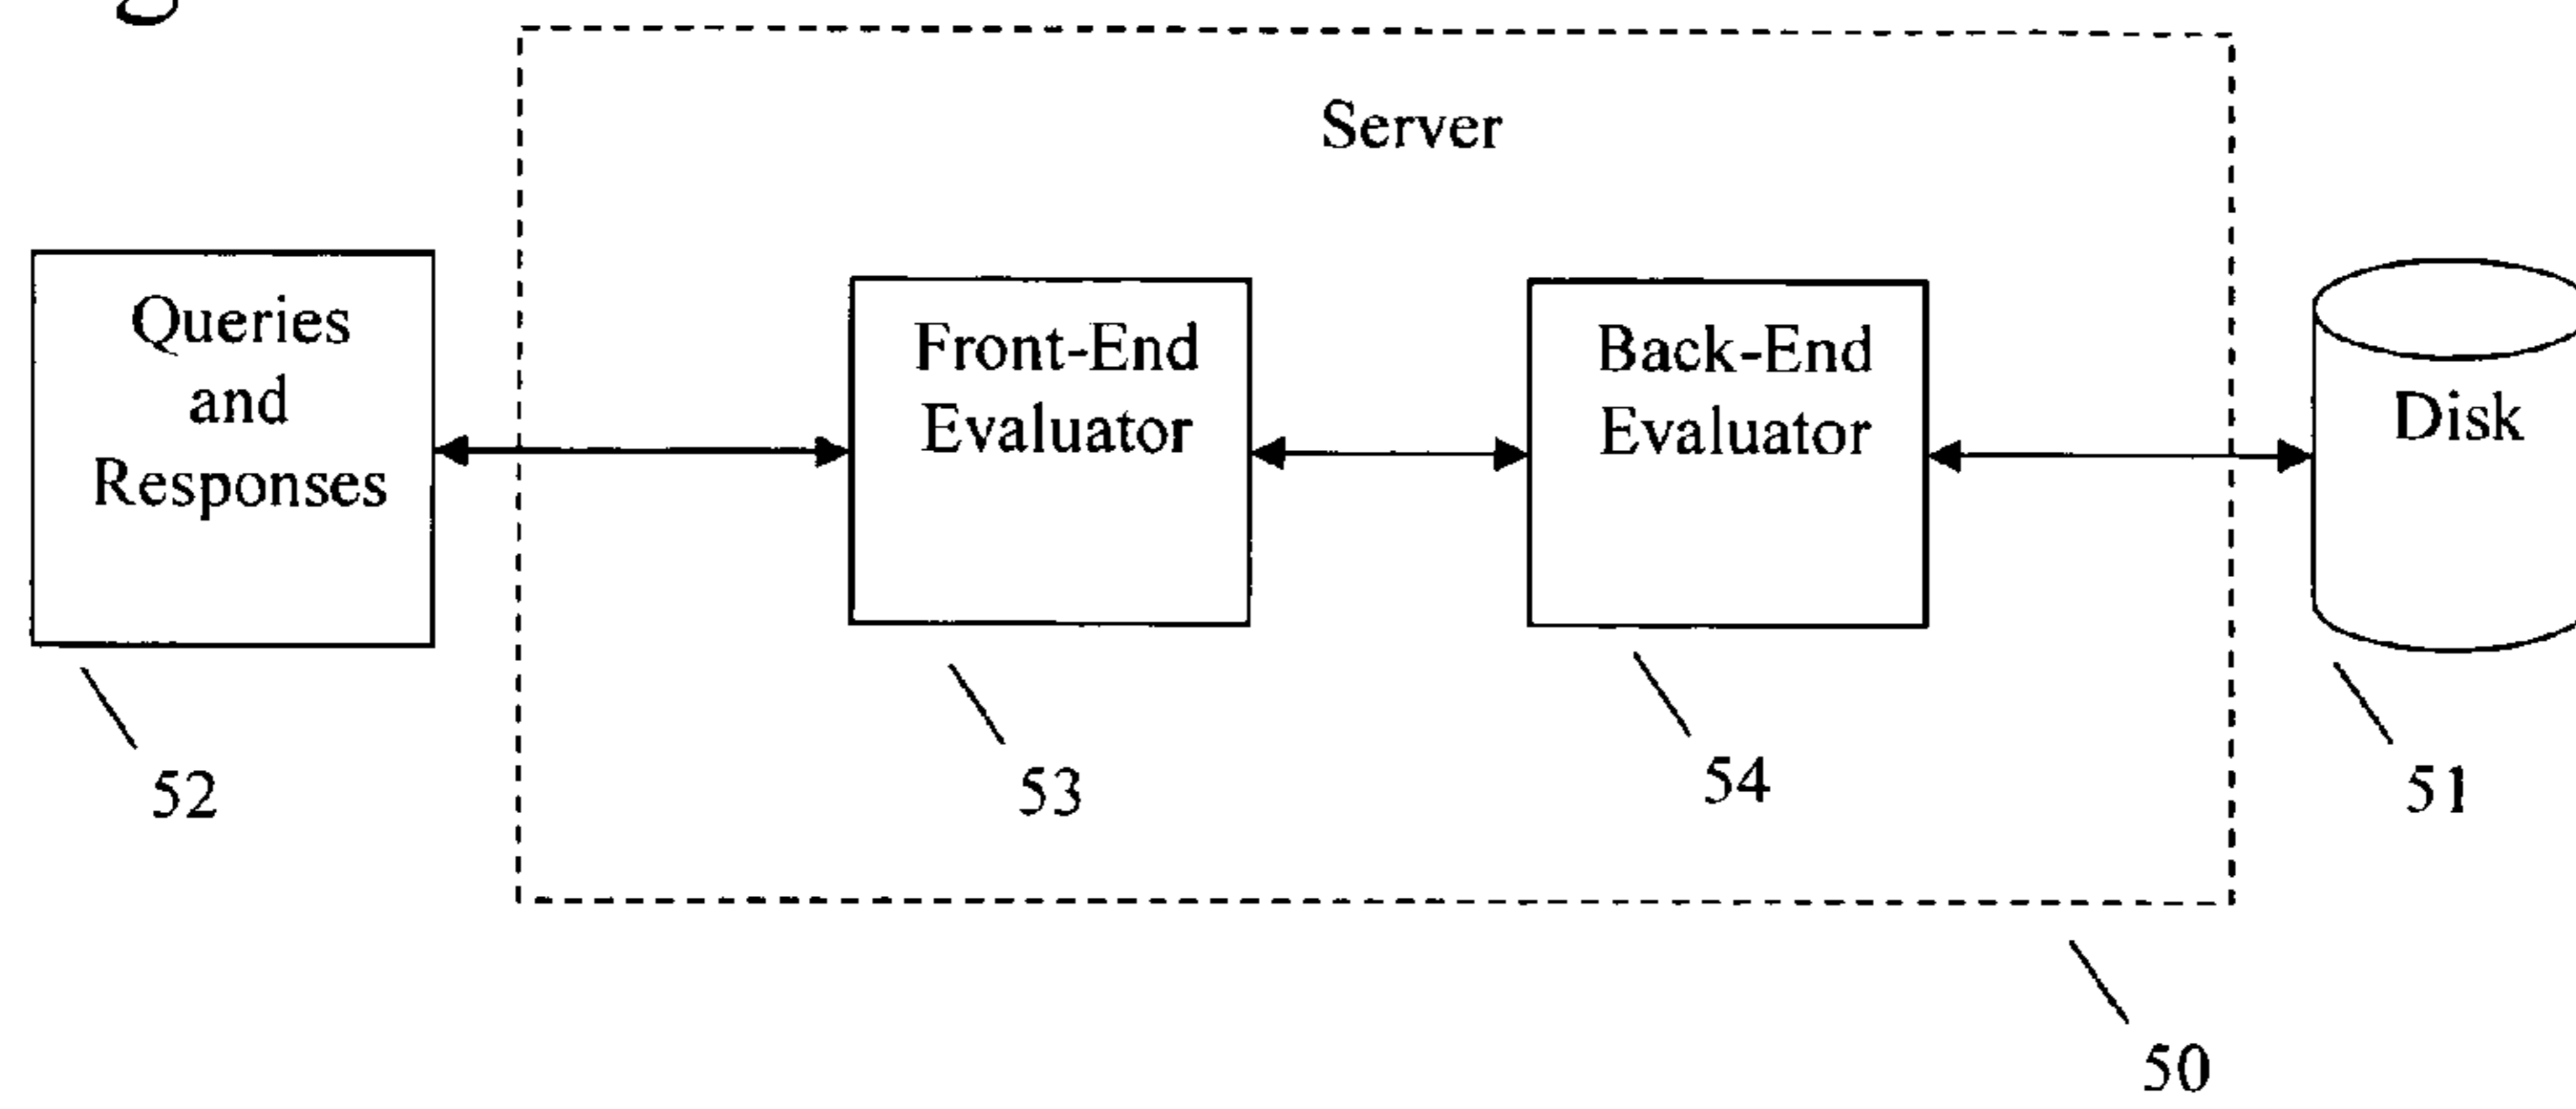 Server
Queries
and
Responses
Front-End
Evaluator
Back-End
Evaluator
Disk
52
53
54
51
50